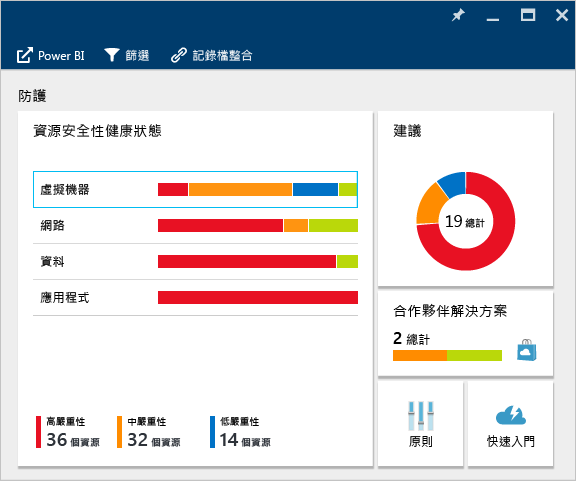 Power BI
篩選
記錄檔整合
防護
資源安全性健康狀態
虛擬機器
網路
資料
應用程式
高嚴重性
36 個資源
中嚴重性
32 個資源
低嚴重性
14 個資源
建議
19 總計
合作夥伴解決方案
2 總計
原則
快速入門